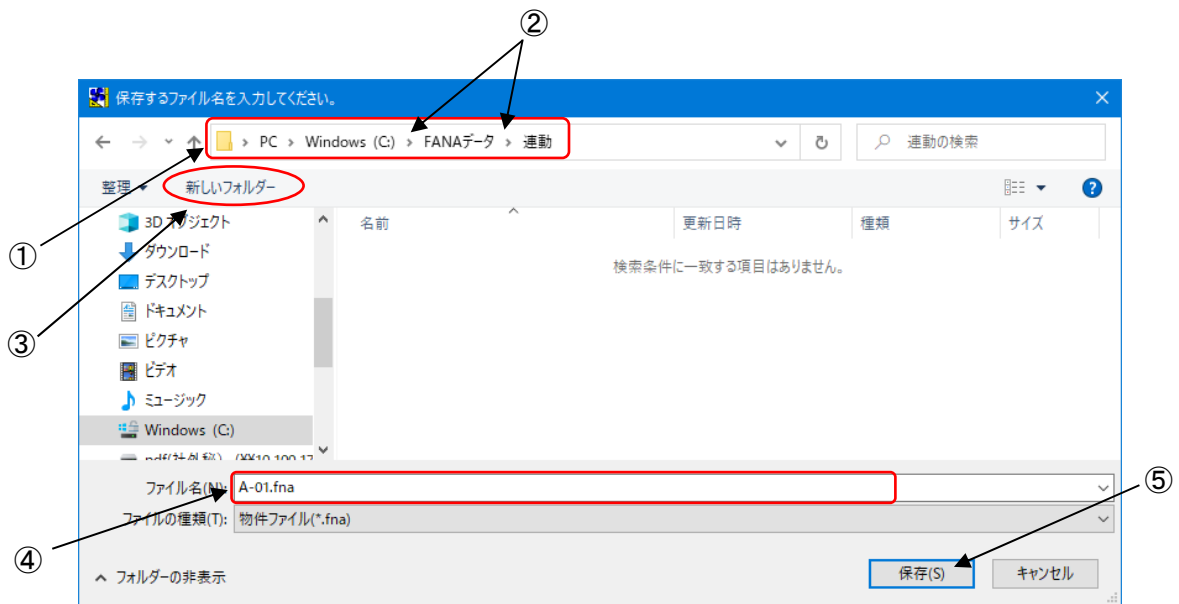 ②
保存するファイル名を入力してください。
PC > Windows (C:) > FANAデータ > 連動
連動の検索
整理 新しいフォルダー
名前 更新日時 種類 サイズ
検索条件に一致する項目はありません。
①
③
3D オブジェクト
ダウンロード
デスクトップ
ドキュメント
ピクチャ
ビデオ
ミュージック
Windows (C:)
ファイル名(N): A-01.fna
ファイルの種類(T): 物件ファイル(*.fna)
⑤
④
フォルダーの非表示
保存(S) キャンセル